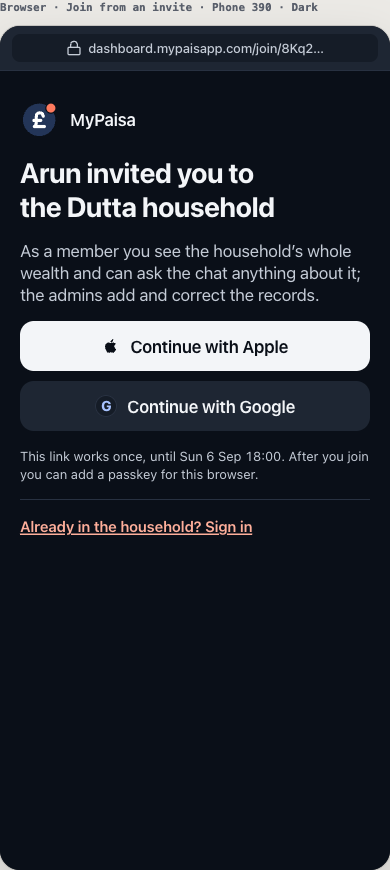 Browser · Join from an invite · Phone 390 · Dark
dashboard.mypaisapp.com/join/8Kq2...
£
MyPaisa
Arun invited you to
the Dutta household
As a member you see the household's whole
wealth and can ask the chat anything about it;
the admins add and correct the records.
Continue with Apple
G Continue with Google
This link works once, until Sun 6 Sep 18:00. After you join
you can add a passkey for this browser.
Already in the household? Sign in